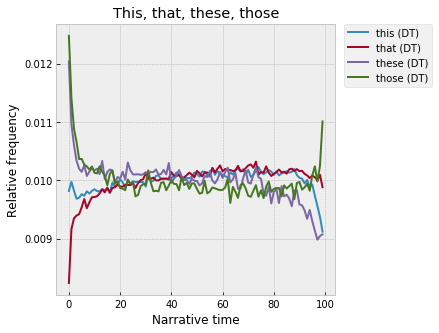 This, that, these, those
this (DT)
that (DT)
these (DT)
those (DT)
0.012
0.011
0.010
0.009
Relative frequency
0 20 40 60 80 100
Narrative time